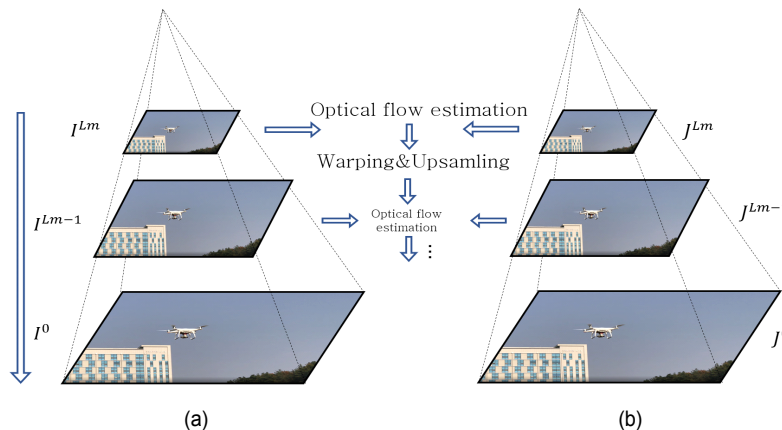 Optical flow estimation
I^{Lm}
J^{Lm}
Warping&Upsamling
I^{Lm-1}
Optical flow
estimation
J^{Lm-
⋮
I^0
J
(a)
(b)